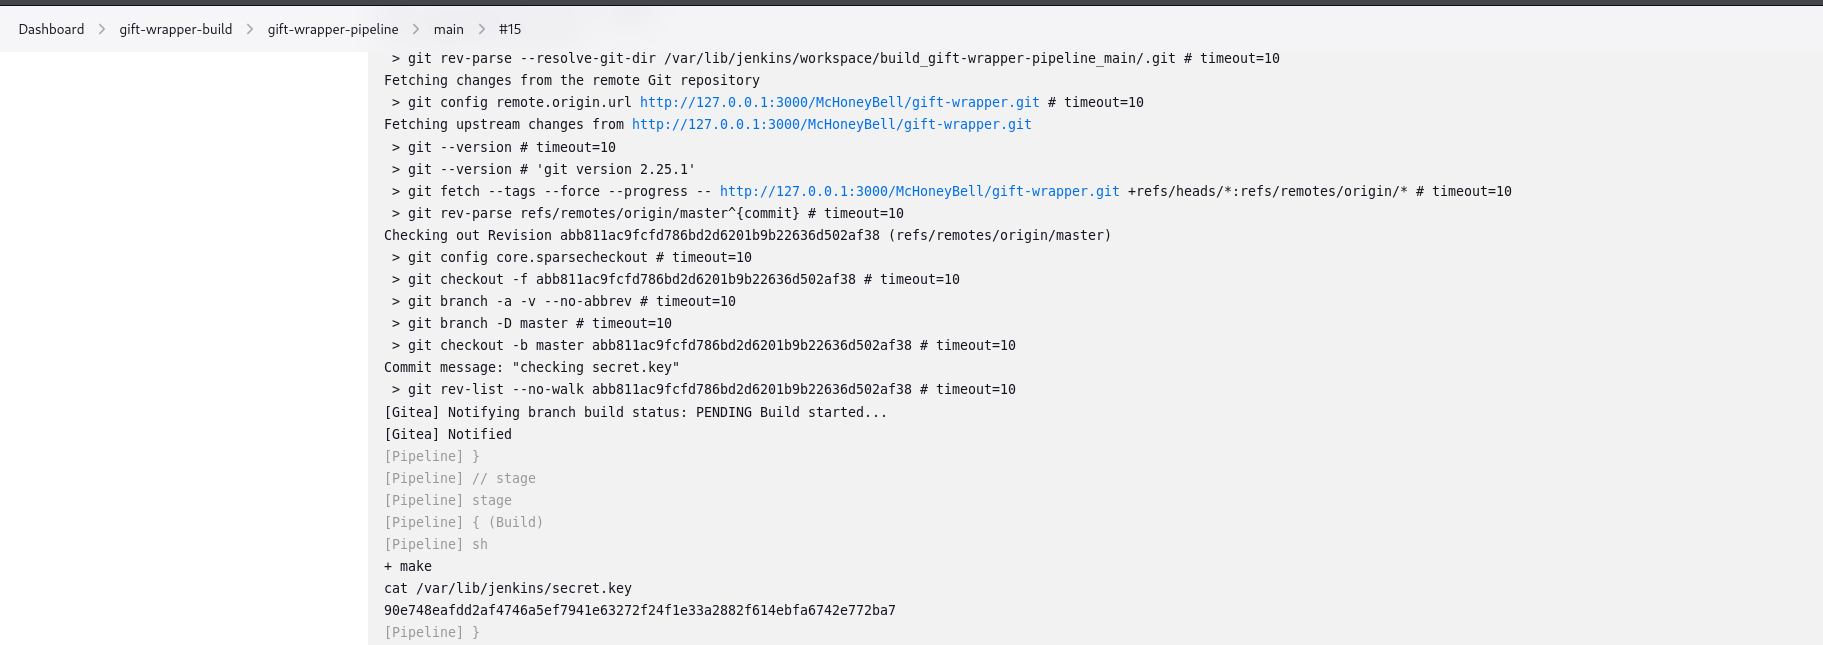 Dashboard > gift-wrapper-build > gift-wrapper-pipeline > main > #15
> git rev-parse --resolve-git-dir /var/lib/jenkins/workspace/build_gift-wrapper-pipeline_main/.git # timeout=10
Fetching changes from the remote Git repository
> git config remote.origin.url http://127.0.0.1:3000/McHoneyBell/gift-wrapper.git # timeout=10
Fetching upstream changes from http://127.0.0.1:3000/McHoneyBell/gift-wrapper.git
> git --version # timeout=10
> git --version # 'git version 2.25.1'
> git fetch --tags --force --progress -- http://127.0.0.1:3000/McHoneyBell/gift-wrapper.git +refs/heads/*:refs/remotes/origin/* # timeout=10
> git rev-parse refs/remotes/origin/master^{commit} # timeout=10
Checking out Revision abb811ac9fcfd786bd2d6201b9b22636d502af38 (refs/remotes/origin/master)
> git config core.sparsecheckout # timeout=10
> git checkout -f abb811ac9fcfd786bd2d6201b9b22636d502af38 # timeout=10
> git branch -a -v --no-abbrev # timeout=10
> git branch -D master # timeout=10
> git checkout -b master abb811ac9fcfd786bd2d6201b9b22636d502af38 # timeout=10
Commit message: "checking secret.key"
> git rev-list --no-walk abb811ac9fcfd786bd2d6201b9b22636d502af38 # timeout=10
[Gitea] Notifying branch build status: PENDING Build started...
[Gitea] Notified
[Pipeline] }
[Pipeline] // stage
[Pipeline] stage
[Pipeline] { (Build)
[Pipeline] sh
+ make
cat /var/lib/jenkins/secret.key
90e748eafdd2af4746a5ef7941e63272f24f1e33a2882f614ebfa6742e772ba7
[Pipeline] }